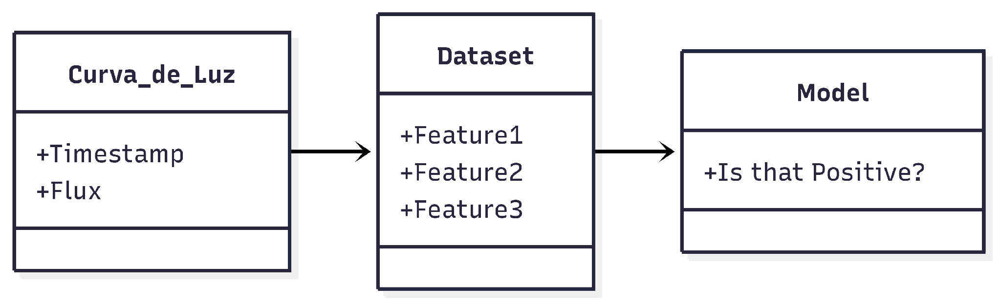 Curva_de_Luz
+Timestamp
+Flux
Dataset
+Feature1
+Feature2
+Feature3
Model
+Is that Positive?